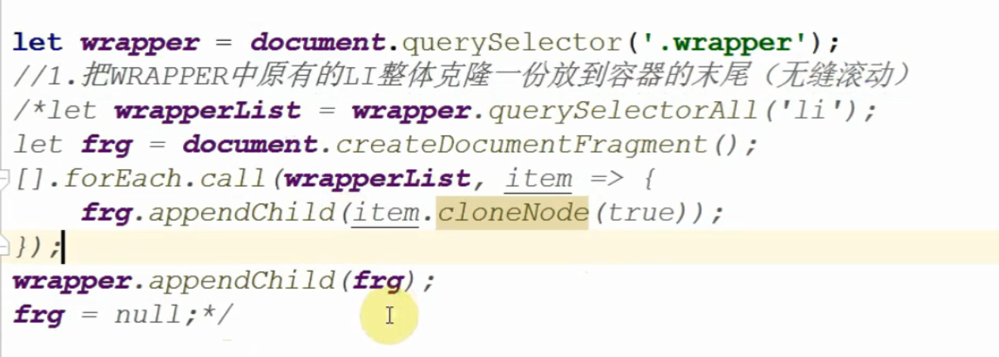 let wrapper = document.querySelector('.wrapper');
//1.把WRAPPER中原有的LI整体克隆一份放到容器的末尾（无缝滚动）
/*let wrapperList = wrapper.querySelectorAll('li');
let frg = document.createDocumentFragment();
[].forEach.call(wrapperList, item => {
    frg.appendChild(item.cloneNode(true));
});
wrapper.appendChild(frg);
frg = null;*/